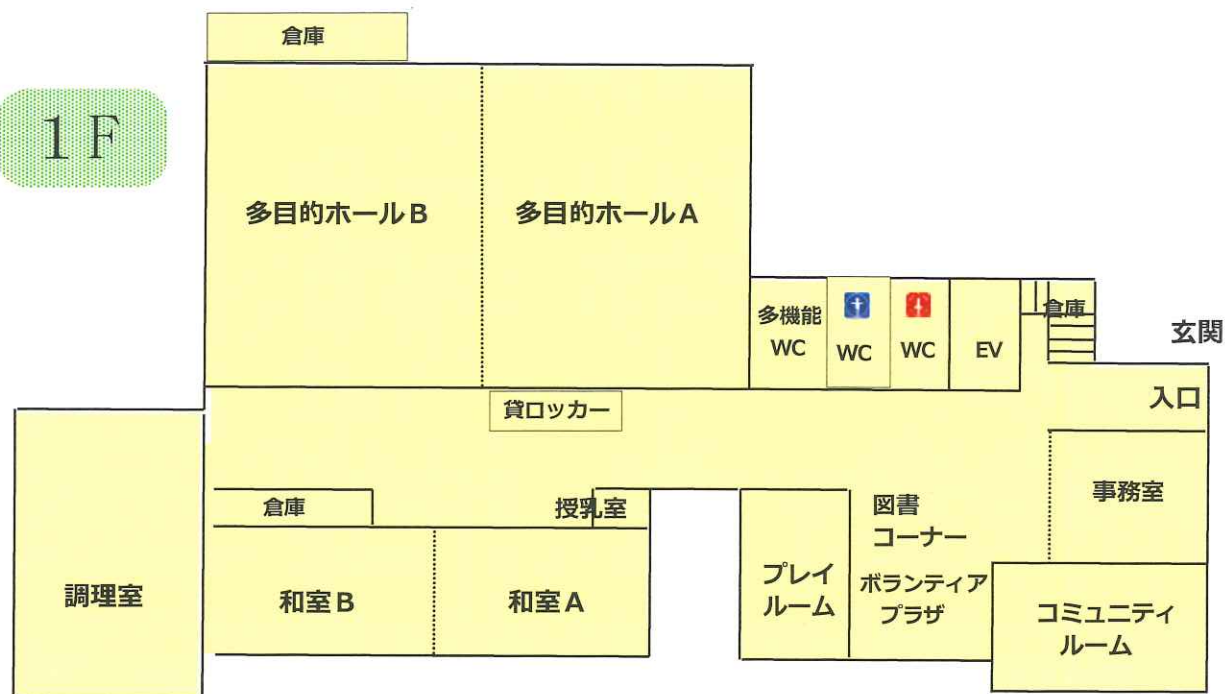 倉庫
1F
多目的ホールB
多目的ホールA
多機能
WC
WC
WC
EV
倉庫
玄関
入口
貸ロッカー
倉庫
授乳室
図書
コーナー
事務室
調理室
和室B
和室A
プレイ
ルーム
ボランティア
プラザ
コミュニティ
ルーム